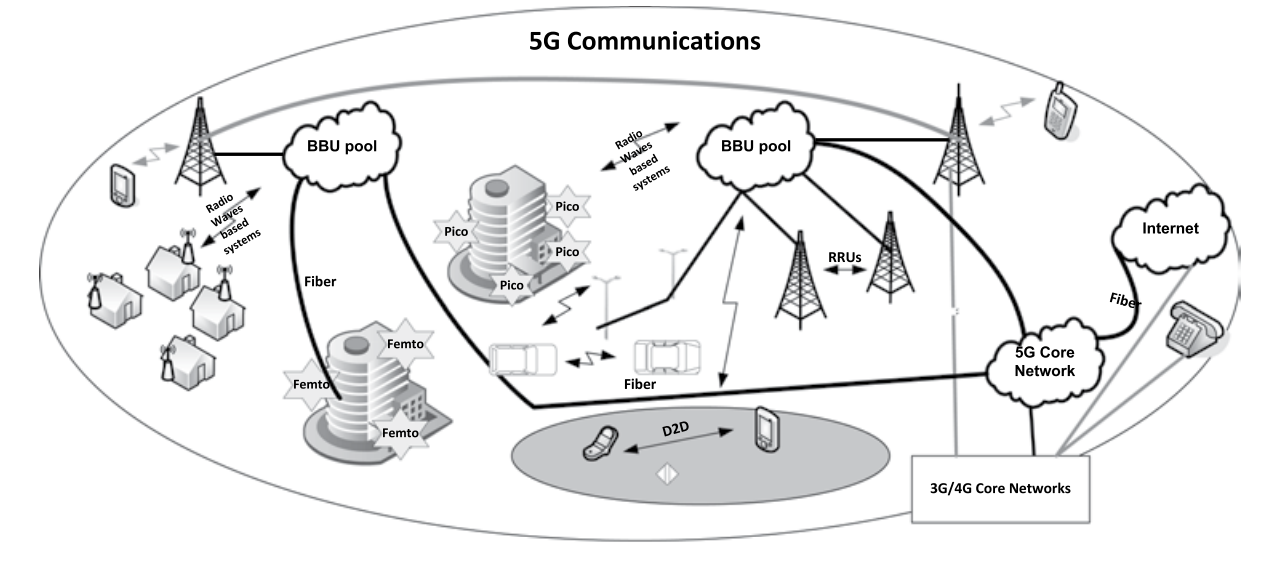 5G Communications
BBU pool
BBU pool
Radio
Waves
based
systems
Radio
Waves
based
systems
Pico
Pico
Pico
Pico
Internet
RRUs
Fiber
Fiber
5G Core
Network
Femto
Femto
Femto
Fiber
D2D
3G/4G Core Networks